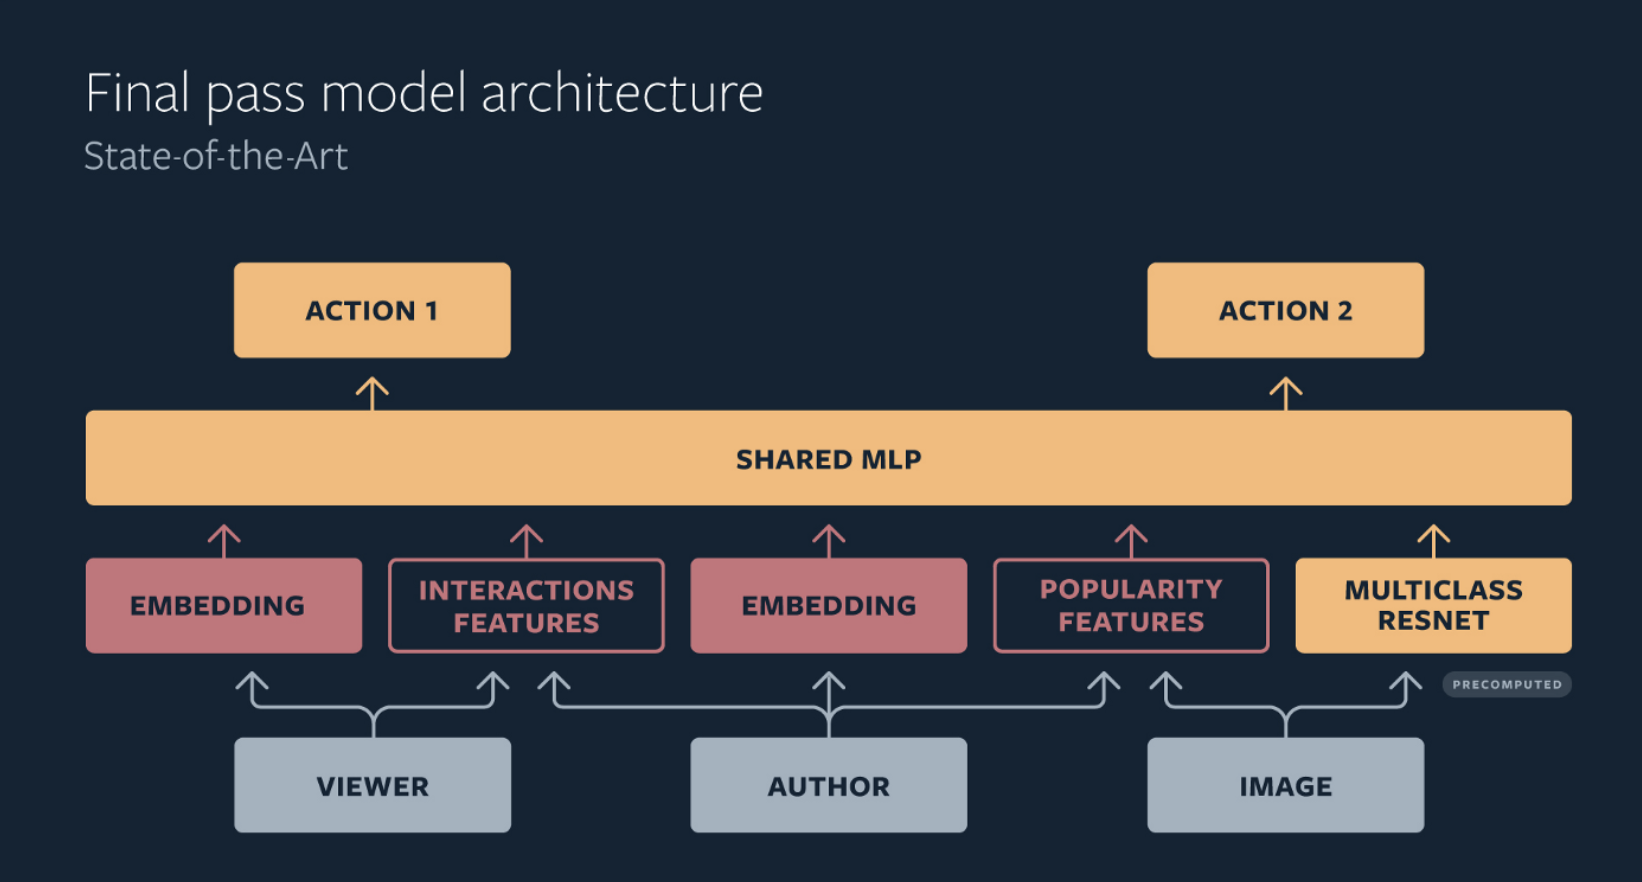 Final pass model architecture
State-of-the-Art
ACTION 1
ACTION 2
SHARED MLP
EMBEDDING
INTERACTIONS
FEATURES
EMBEDDING
POPULARITY
FEATURES
MULTICLASS
RESNET
PRECOMPUTED
VIEWER
AUTHOR
IMAGE